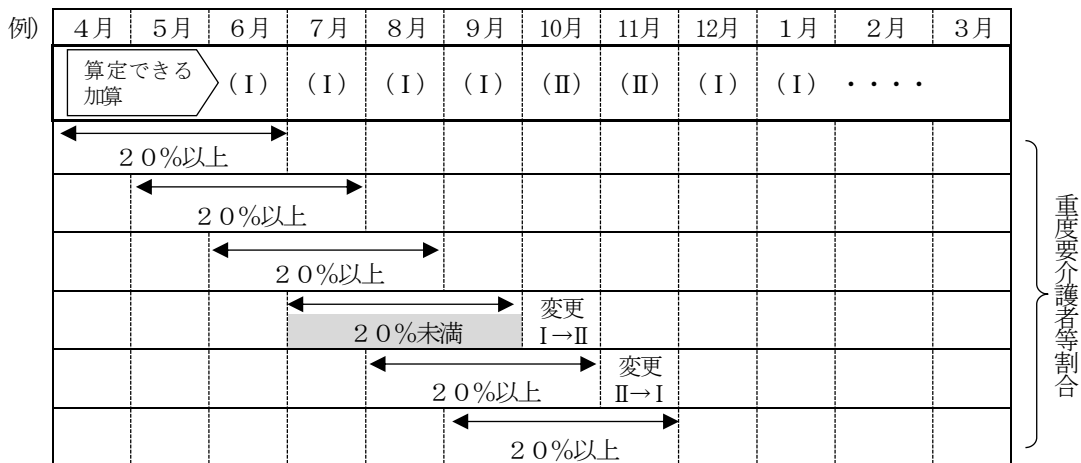 例) 4月 5月 6月 7月 8月 9月 10月 11月 12月 1月 2月 3月
算定できる
加算
(Ⅰ) (Ⅰ) (Ⅰ) (Ⅰ) (Ⅱ) (Ⅱ) (Ⅰ) (Ⅰ) ・・・・
20%以上
20%以上
20%以上
20%未満
変更
Ⅰ→Ⅱ
20%以上
変更
Ⅱ→Ⅰ
20%以上
重度要介護者等割合